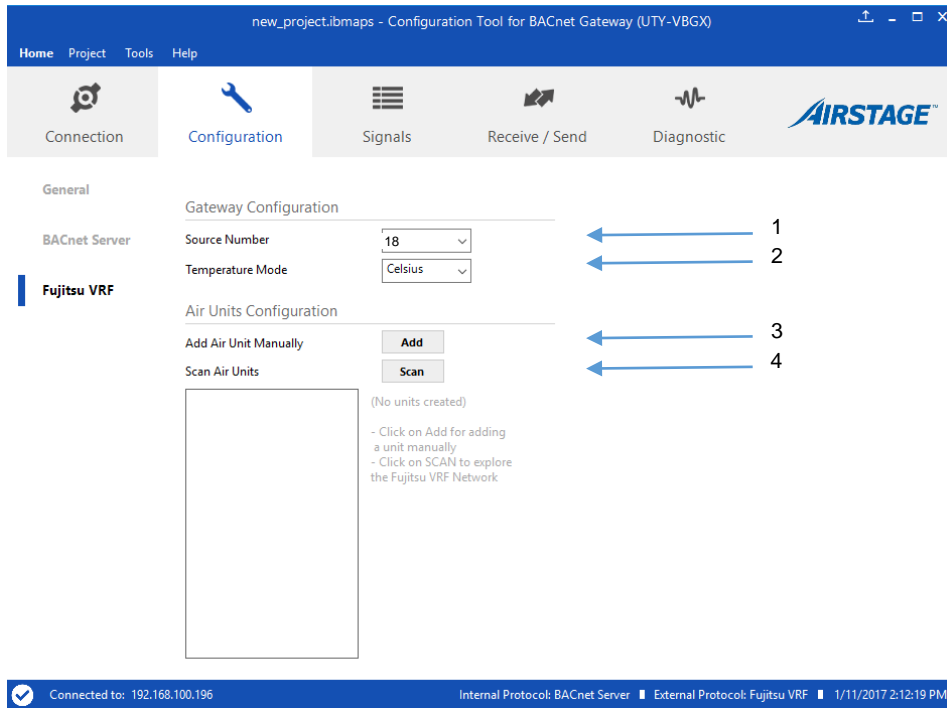 new_project.ibmaps - Configuration Tool for BACnet Gateway (UTY-VBGX)
Home Project Tools Help
Connection Configuration Signals Receive / Send Diagnostic AIRSTAGE™
General
Gateway Configuration
BACnet Server
Source Number 18 1
Temperature Mode Celsius 2
Fujitsu VRF
Air Units Configuration
Add Air Unit Manually Add 3
Scan Air Units Scan 4
(No units created)
- Click on Add for adding
a unit manually
- Click on SCAN to explore
the Fujitsu VRF Network
Connected to: 192.168.100.196 Internal Protocol: BACnet Server External Protocol: Fujitsu VRF 1/11/2017 2:12:19 PM